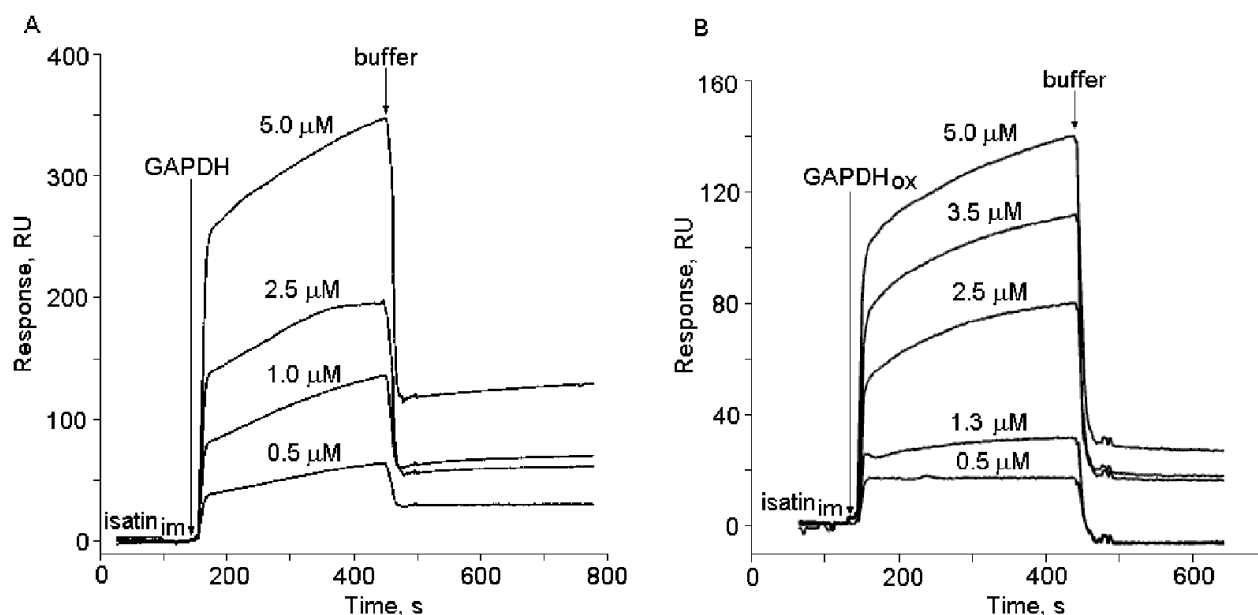 A
400
300
200
100
0
Response, RU
0 200 400 600 800
Time, s
GAPDH
buffer
5.0 μM
2.5 μM
1.0 μM
0.5 μM
isatin im
B
160
120
80
40
0
Response, RU
0 200 400 600
Time, s
GAPDH ox
buffer
5.0 μM
3.5 μM
2.5 μM
1.3 μM
0.5 μM
isatin im